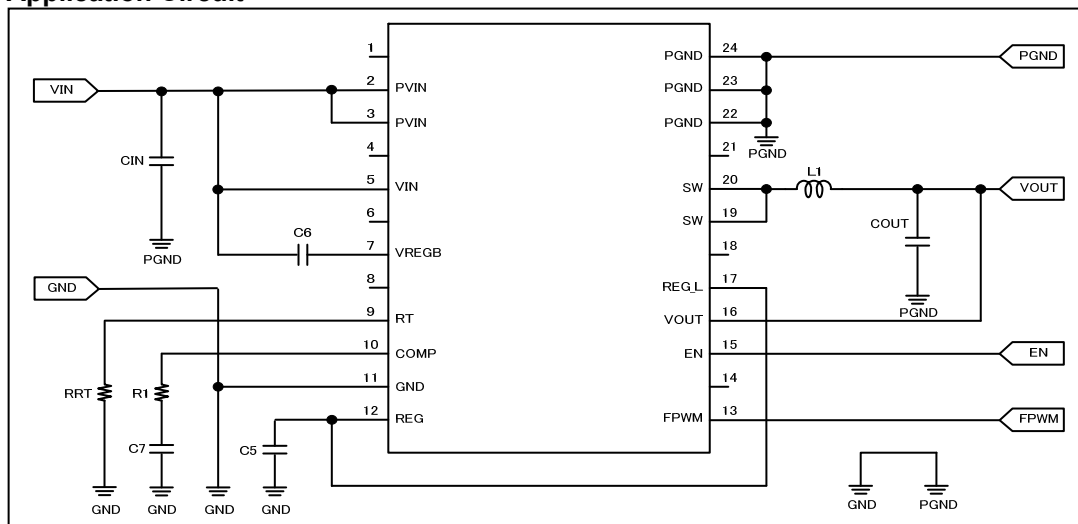 Application Circuit
1
PGND 24 PGND
VIN 2 PVIN PGND 23
3 PVIN PGND 22
CIN 4 21 PGND
L1
5 VIN SW 20 VOUT
6 SW 19 COUT
C6
PGND 7 VREGB 18
GND 8 REG_L 17
PGND
9 RT VOUT 16
10 COMP EN 15 EN
RRT R1 11 GND 14
12 REG FPWM 13 FPWM
C7 C5
GND GND GND GND GND PGND